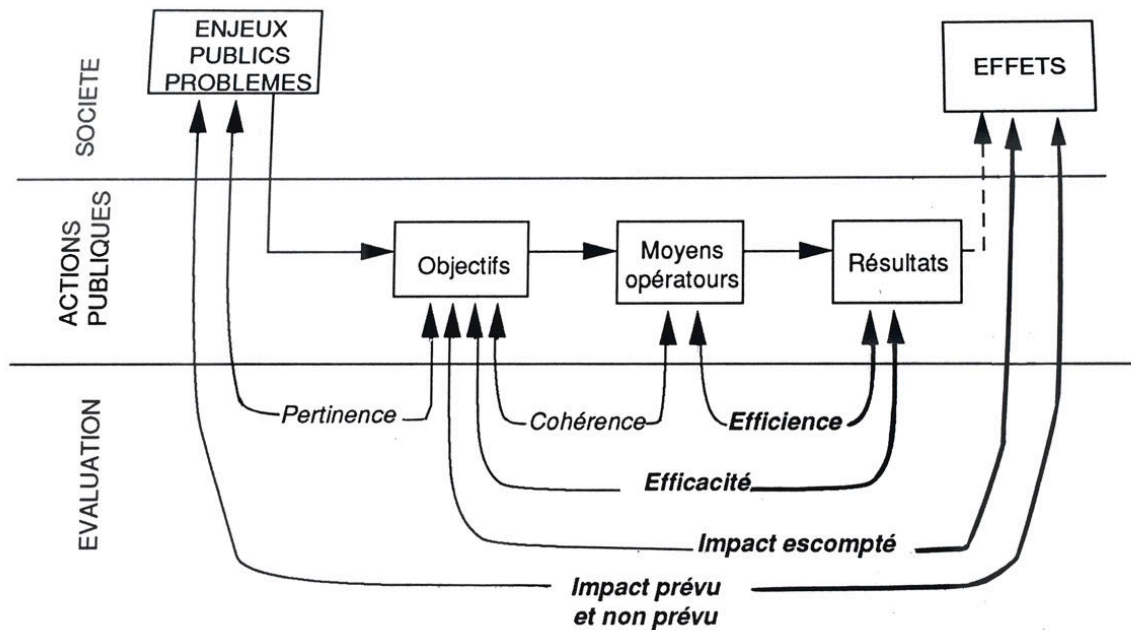 ENJEUX
PUBLICS
PROBLEMES
EFFETS
SOCIETE
ACTIONS
PUBLIQUES
Objectifs
Moyens
opératours
Résultats
EVALUATION
Pertinence
Cohérence
Efficience
Efficacité
Impact escompté
Impact prévu
et non prévu